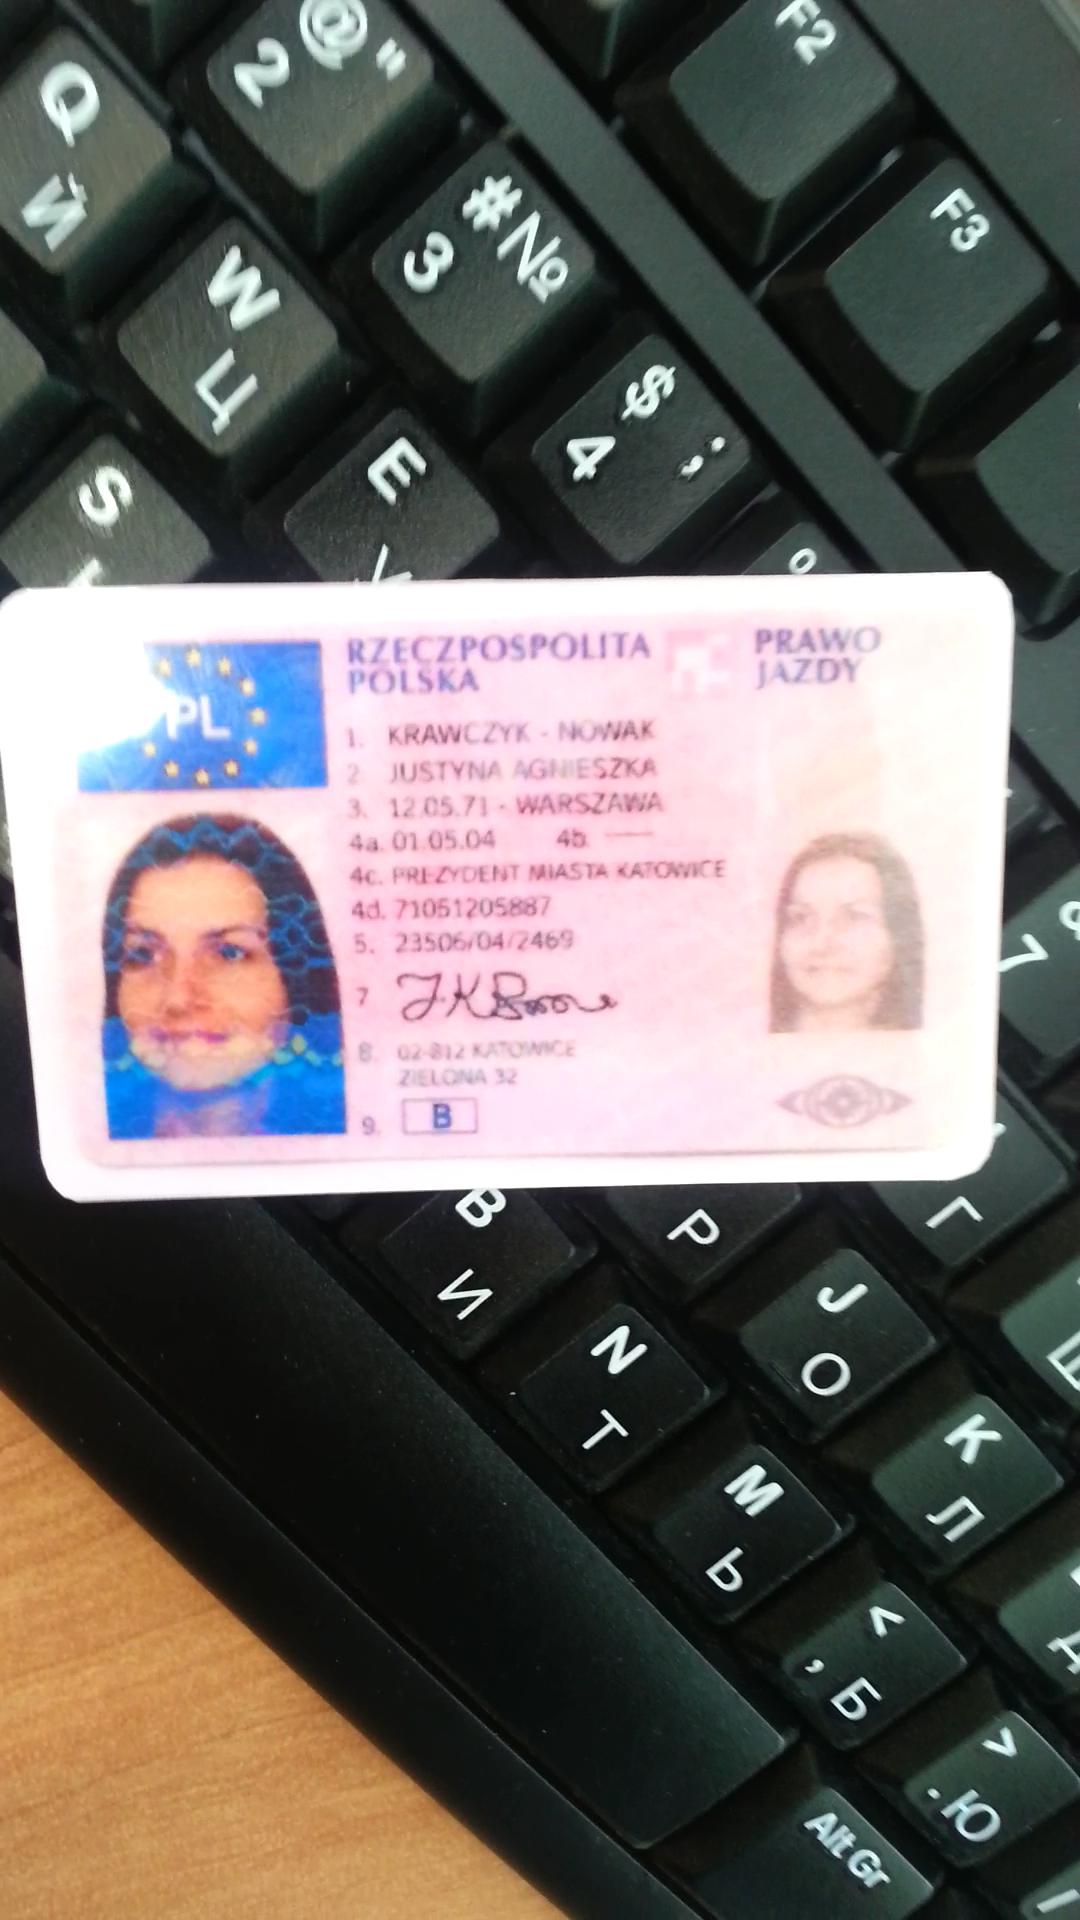 2 @ "
F2
Q Й
3 # №
F3
W Ц
4 $ ;
E
S
RZECZPOSPOLITA POLSKA
PRAWO JAZDY
PL
1. KRAWCZYK - NOWAK
2 JUSTYNA AGNIESZKA
3. 12.05.71 - WARSZAWA
4a. 01.05.04 4b. —
4c. PREZYDENT MIASTA KATOWICE
4d. 71051205887
5. 23506/04/2469
7
8. 02-812 KATOWICE
ZIELONA 32
9. B
7
B И
P
Г
N T
J O
M Ь
K Л
< , Б
> . Ю
Alt Gr